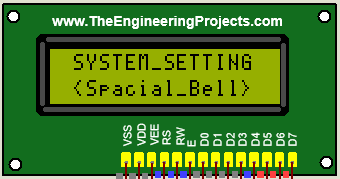 www.TheEngineeringProjects.com
SYSTEM_SETTING
(Spacial_Bell)
VSS VDD VEE RS RW E D0 D1 D2 D3 D4 D5 D6 D7